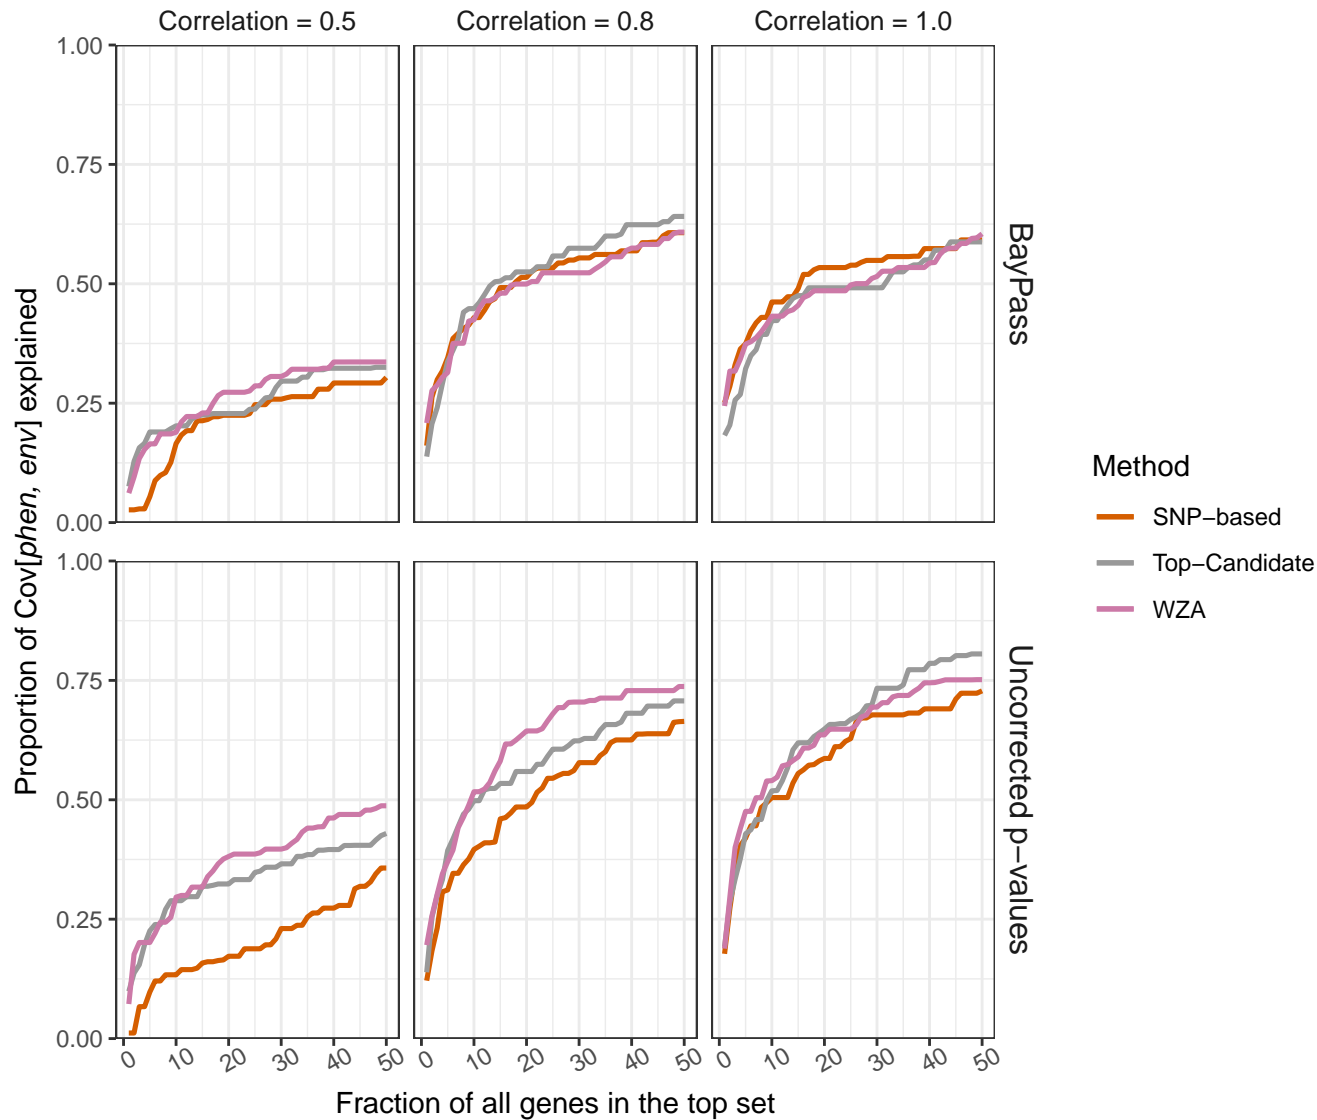 Correlation = 0.5
Correlation = 0.8
Correlation = 1.0
1.00
0.75
0.50
0.25
0.00
BayPass
Proportion of Cov[phen, env] explained
1.00
0.75
0.50
0.25
0.00
Uncorrected p−values
0 10 20 30 40 50
0 10 20 30 40 50
0 10 20 30 40 50
Fraction of all genes in the top set
Method
SNP−based
Top−Candidate
WZA